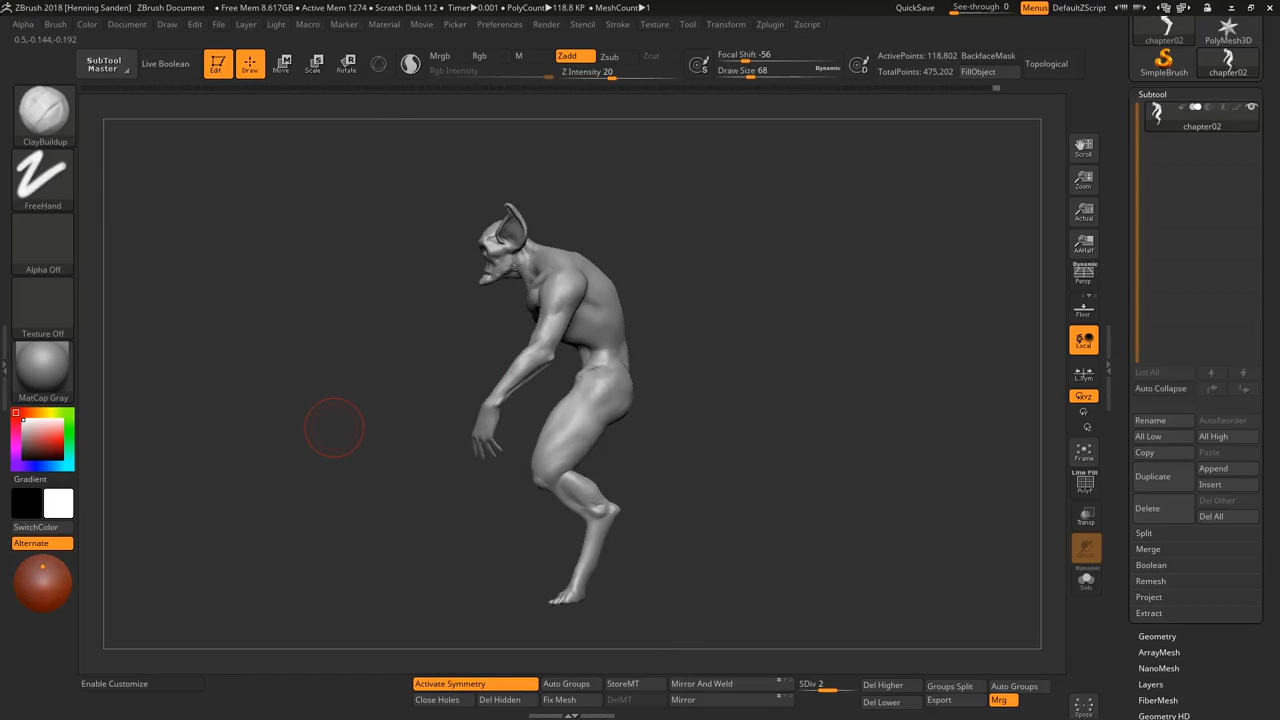 ZBrush 2018 [Henning Sanden] ZBrush Document • Free Mem 8.617GB • Active Mem 1274 • Scratch Disk 112 • Timer▶0.001 • PolyCount▶118.8 KP • MeshCount▶1
QuickSave See-through 0 Menus DefaultZScript
Alpha Brush Color Document Draw Edit File Layer Light Macro Marker Material Movie Picker Preferences Render Stencil Stroke Texture Tool Transform Zplugin Zscript
0.5,-0.144,-0.192
chapter02 PolyMesh3D
SubTool
Master
Live Boolean
Edit Draw Move Scale Rotate
Mrgb Rgb M Zadd Zsub Zcut
Rgb Intensity Z Intensity 20
Focal Shift -56
Draw Size 68 Dynamic
ActivePoints: 118,802 BackfaceMask
TotalPoints: 475,202 FillObject
Topological
SimpleBrush chapter02
ClayBuildup
FreeHand
Alpha Off
Texture Off
MatCap Gray
Gradient
SwitchColor
Alternate
Scroll
Zoom
Actual
AAHalf
Dynamic
Persp
Floor
Local
L.Sym
XYZ
Frame
Line Fill
PolyF
Transp
Ghost
Dynamic
Solo
Xpose
Subtool
chapter02
List All
Auto Collapse
Rename AutoReorder
All Low All High
Copy Paste
Duplicate Append
Insert
Delete Del Other
Del All
Split
Merge
Boolean
Remesh
Project
Extract
Geometry
ArrayMesh
NanoMesh
Layers
FiberMesh
Geometry HD
Enable Customize
Activate Symmetry Auto Groups StoreMT Mirror And Weld SDiv 2 Del Higher Groups Split Auto Groups
Close Holes Del Hidden Fix Mesh DelMT Mirror Del Lower Export Mrg